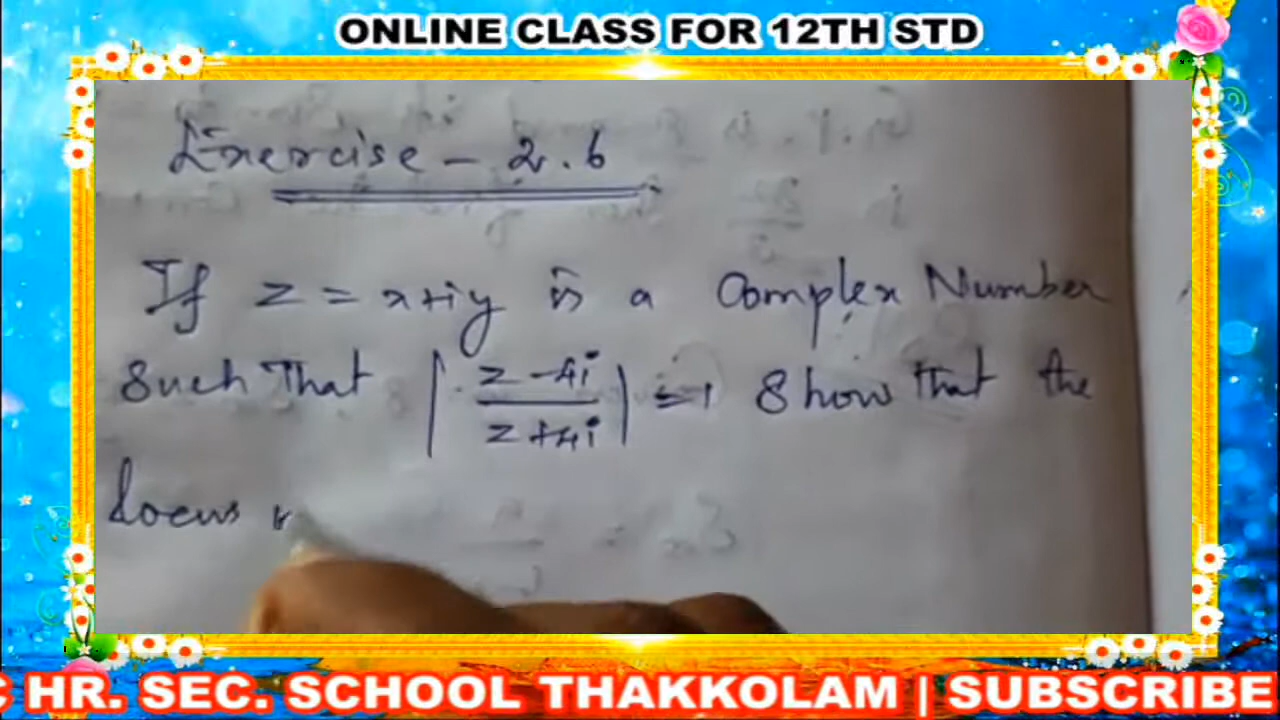 ONLINE CLASS FOR 12TH STD
Exercise - 2.6
If z = x+iy is a Complex Number
Such That | z-4i / z+4i | = 1 Show that the
locus
C HR. SEC. SCHOOL THAKKOLAM | SUBSCRIBE